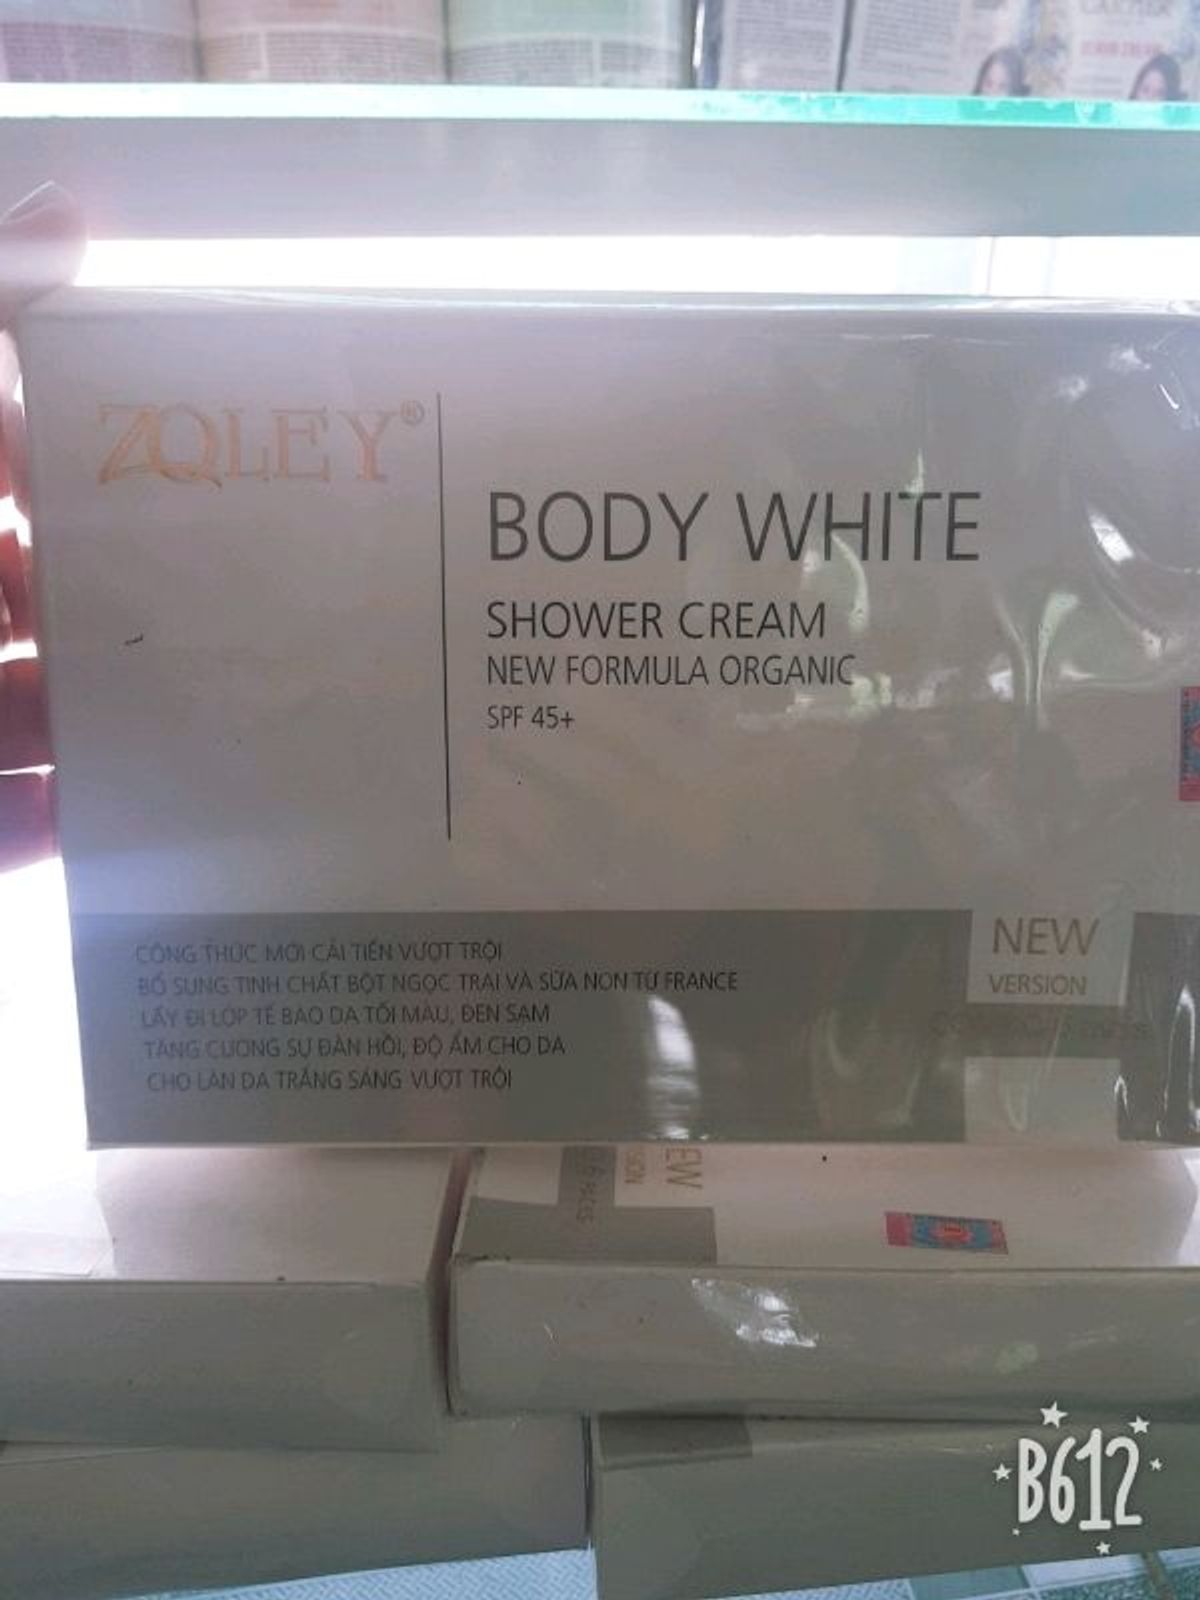 ZQLEY®
BODY WHITE
SHOWER CREAM
NEW FORMULA ORGANIC
SPF 45+
CÔNG THỨC MỚI CẢI TIẾN VƯỢT TRỘI
BỔ SUNG TINH CHẤT BỘT NGỌC TRAI VÀ SỮA NON TỪ FRANCE
LẤY ĐI LỚP TẾ BÀO DA TỐI MÀU, ĐEN SẠM
TĂNG CƯỜNG SỰ ĐÀN HỒI, ĐỘ ẨM CHO DA
CHO LÀN DA TRẮNG SÁNG VƯỢT TRỘI
NEW
VERSION
B612